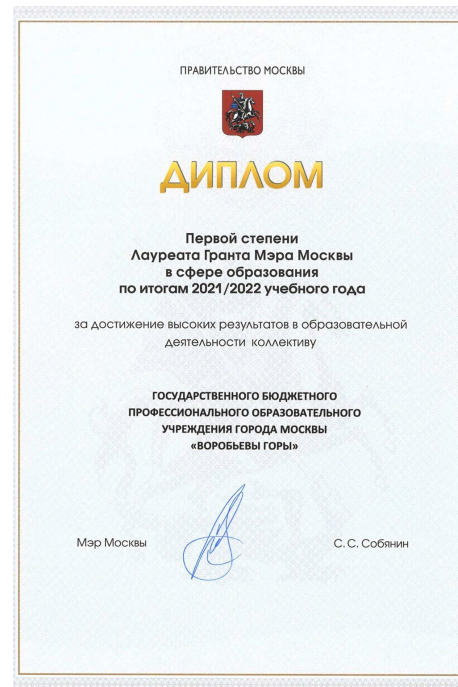 ПРАВИТЕЛЬСТВО МОСКВЫ
ДИПЛОМ
Первой степени
Лауреата Гранта Мэра Москвы
в сфере образования
по итогам 2021/2022 учебного года
за достижение высоких результатов в образовательной
деятельности коллективу
ГОСУДАРСТВЕННОГО БЮДЖЕТНОГО
ПРОФЕССИОНАЛЬНОГО ОБРАЗОВАТЕЛЬНОГО
УЧРЕЖДЕНИЯ ГОРОДА МОСКВЫ
«ВОРОБЬЕВЫ ГОРЫ»
Мэр Москвы
С. С. Собянин